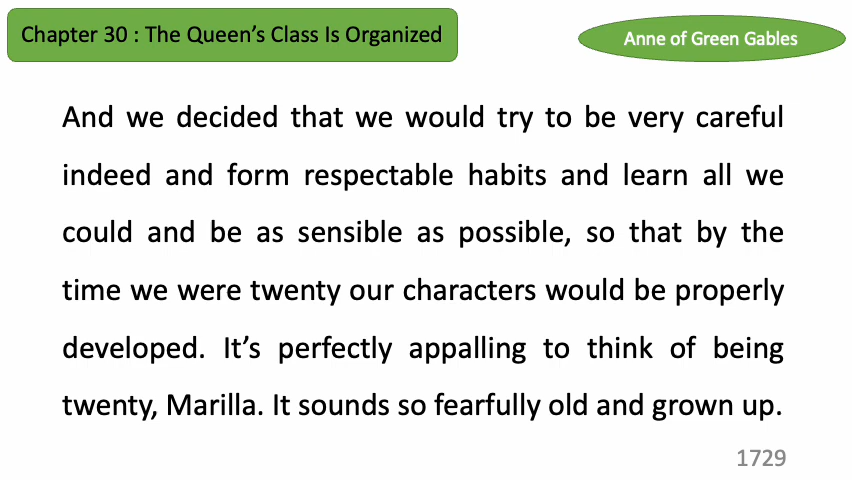 Chapter 30 : The Queen’s Class Is Organized
Anne of Green Gables
And we decided that we would try to be very careful
indeed and form respectable habits and learn all we
could and be as sensible as possible, so that by the
time we were twenty our characters would be properly
developed. It’s perfectly appalling to think of being
twenty, Marilla. It sounds so fearfully old and grown up.
1729